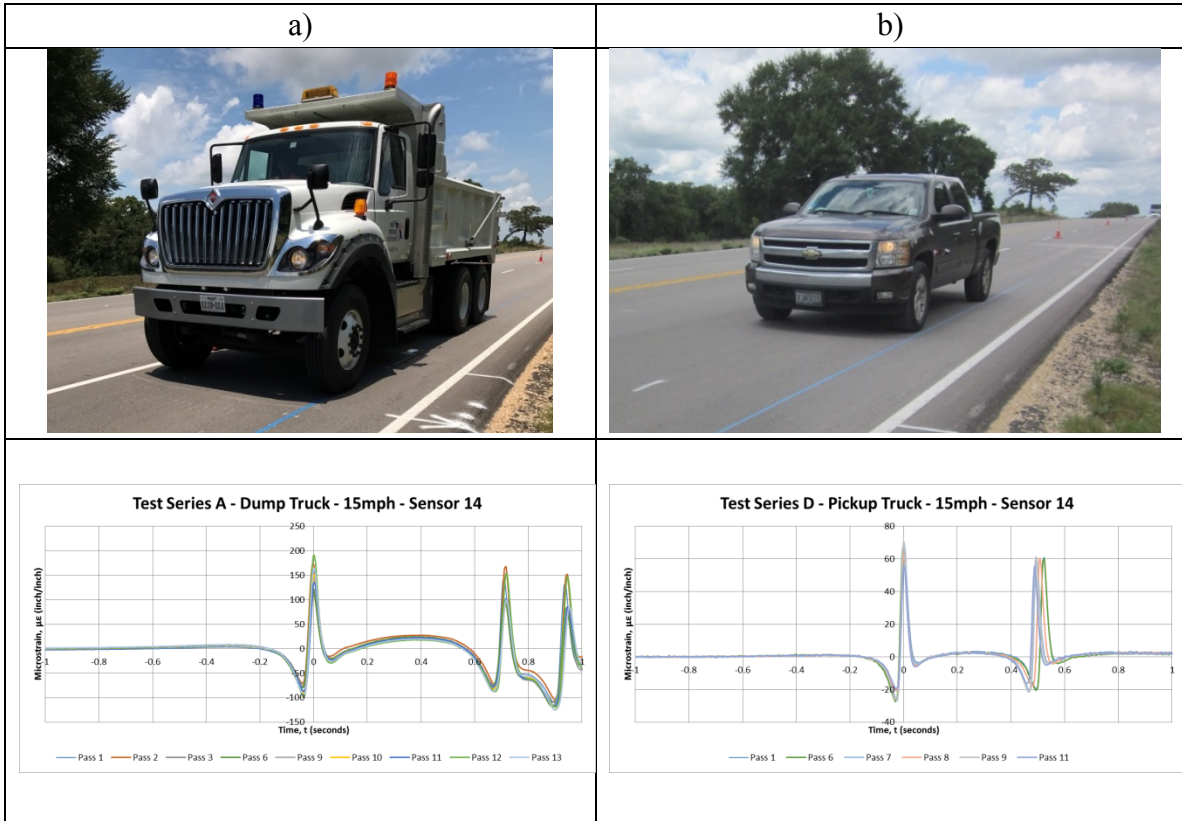 a)
b)
Test Series A - Dump Truck - 15mph - Sensor 14
250
200
150
100
50
0
-50
-100
-150
-1 -0.8 -0.6 -0.4 -0.2 0 0.2 0.4 0.6 0.8 1
Microstrain, με (inch/inch)
Time, t (seconds)
Pass 1 Pass 2 Pass 3 Pass 6 Pass 9 Pass 10 Pass 11 Pass 12 Pass 13
Test Series D - Pickup Truck - 15mph - Sensor 14
80
60
40
20
0
-20
-40
-1 -0.8 -0.6 -0.4 -0.2 0 0.2 0.4 0.6 0.8 1
Microstrain, με (inch/inch)
Time, t (seconds)
Pass 1 Pass 6 Pass 7 Pass 8 Pass 9 Pass 11